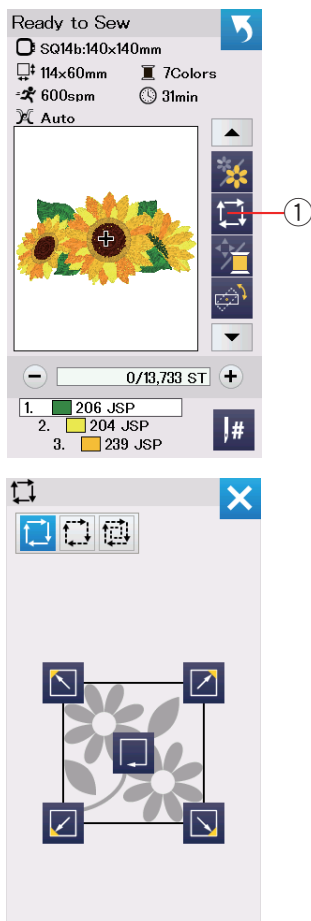 Ready to Sew
SQ14b:140x140mm
114x60mm 7Colors
600spm 31min
Auto
1
0/13,733 ST
1. 206 JSP
2. 204 JSP
3. 239 JSP
#